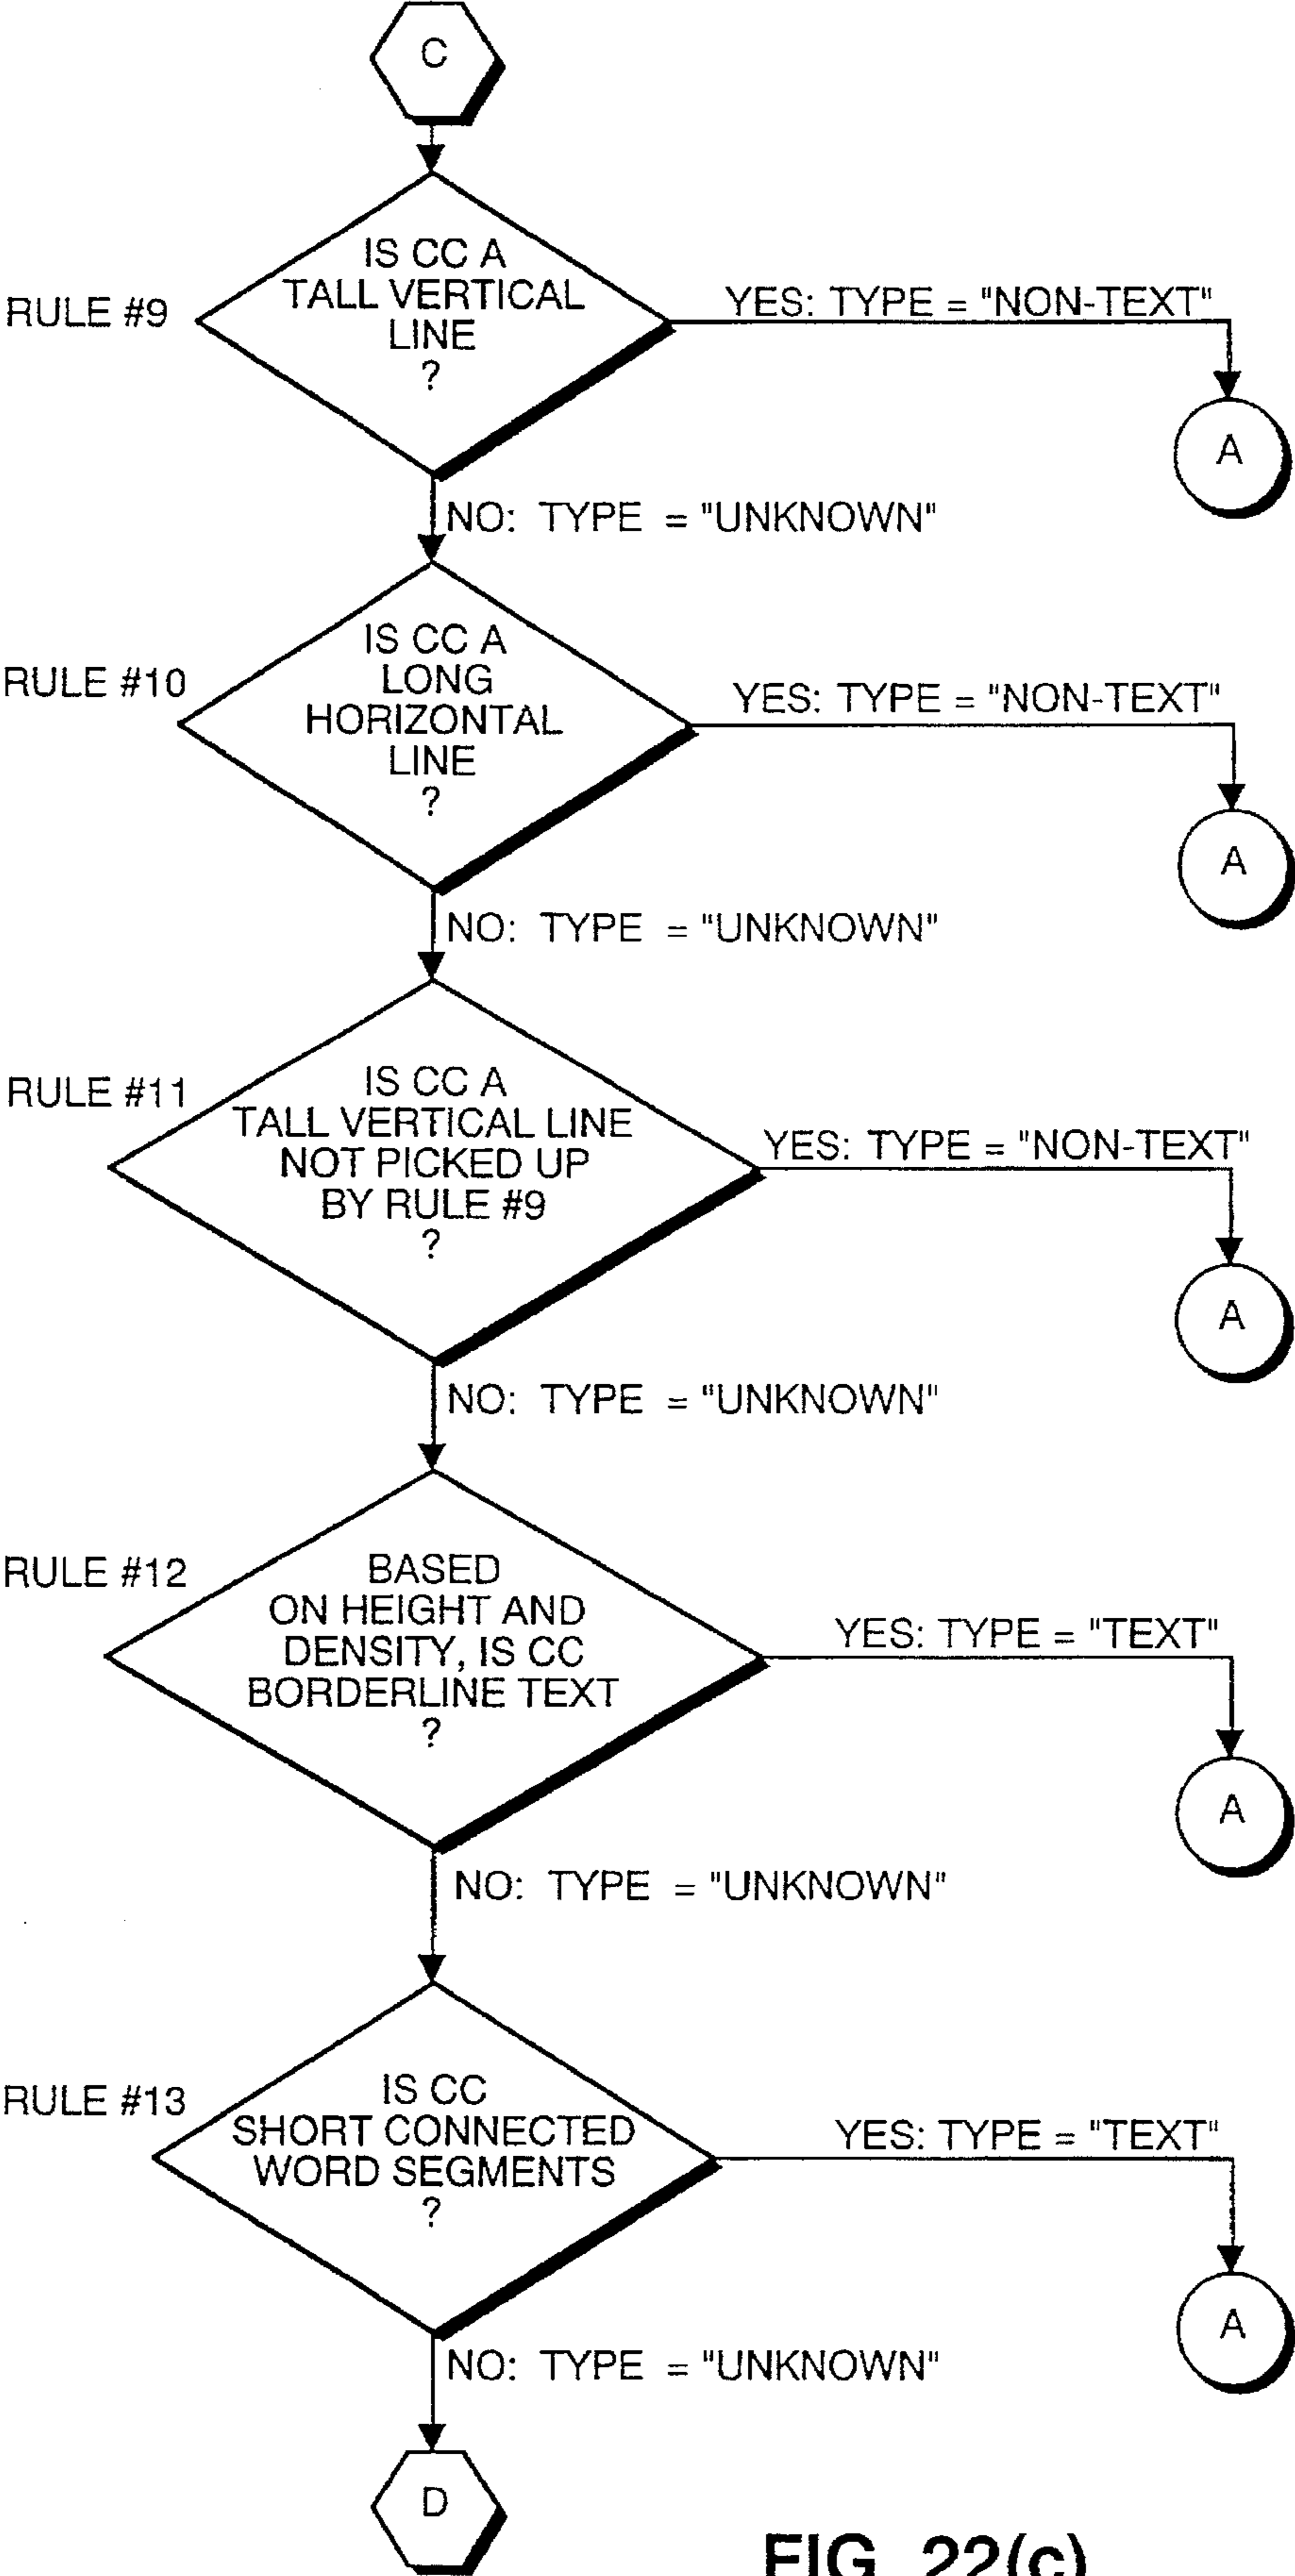 C
IS CC A
TALL VERTICAL
LINE
?
RULE #9
YES: TYPE = "NON-TEXT"
A
NO: TYPE = "UNKNOWN"
IS CC A
LONG
HORIZONTAL
LINE
?
RULE #10
YES: TYPE = "NON-TEXT"
A
NO: TYPE = "UNKNOWN"
RULE #11
IS CC A
TALL VERTICAL LINE
NOT PICKED UP
BY RULE #9
?
YES: TYPE = "NON-TEXT"
A
NO: TYPE = "UNKNOWN"
RULE #12
BASED
ON HEIGHT AND
DENSITY, IS CC
BORDERLINE TEXT
?
YES: TYPE = "TEXT"
A
NO: TYPE = "UNKNOWN"
RULE #13
IS CC
SHORT CONNECTED
WORD SEGMENTS
?
YES: TYPE = "TEXT"
A
NO: TYPE = "UNKNOWN"
D
FIG. 22(c)